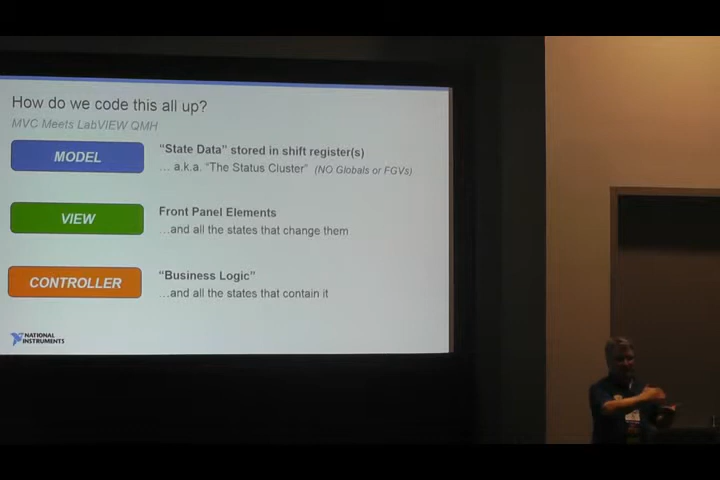 How do we code this all up?
MVC Meets LabVIEW QMH
MODEL
“State Data” stored in shift register(s)
... a.k.a. “The Status Cluster” (NO Globals or FGVs)
VIEW
Front Panel Elements
...and all the states that change them
CONTROLLER
“Business Logic”
...and all the states that contain it
NATIONAL
INSTRUMENTS